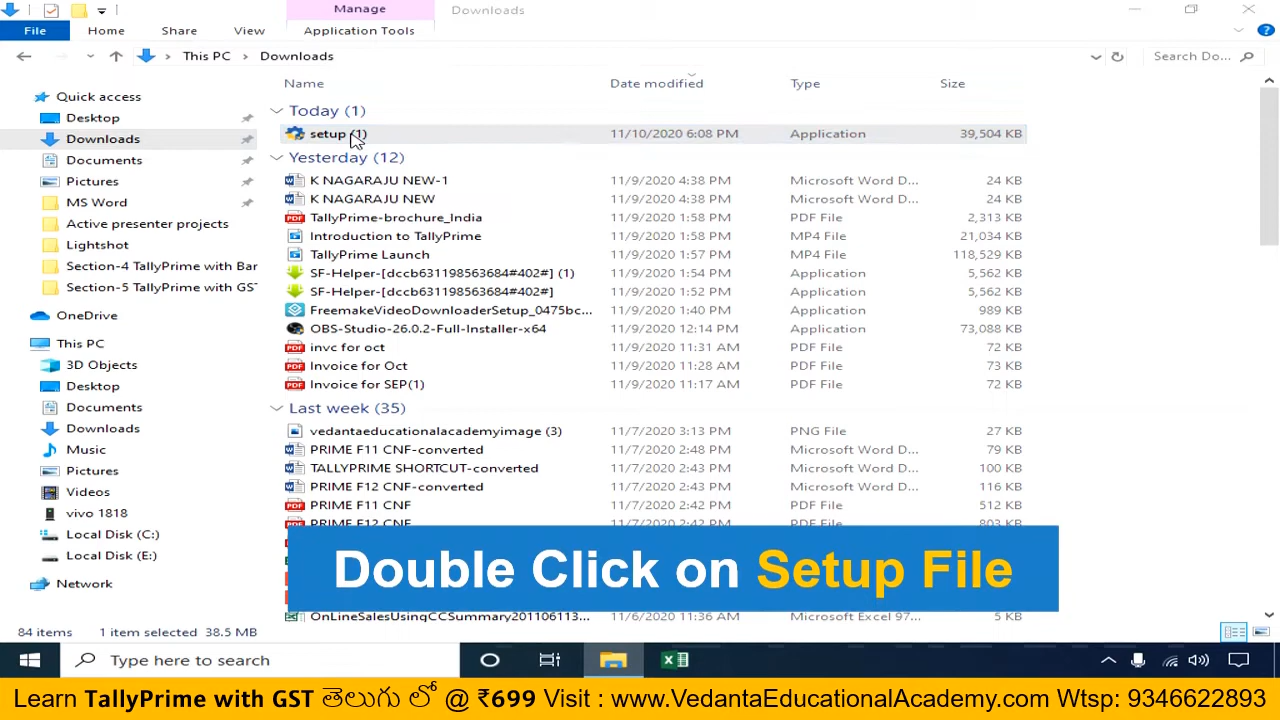 Manage
Downloads
File
Home
Share
View
Application Tools
This PC
Downloads
Search Do...
Name
Date modified
Type
Size
Quick access
Desktop
Downloads
Documents
Pictures
MS Word
Active presenter projects
Lightshot
Section-4 TallyPrime with Bar
Section-5 TallyPrime with GST
OneDrive
This PC
3D Objects
Desktop
Documents
Downloads
Music
Pictures
Videos
vivo 1818
Local Disk (C:)
Local Disk (E:)
Network
Today (1)
setup (1) 11/10/2020 6:08 PM Application 39,504 KB
Yesterday (12)
K NAGARAJU NEW-1 11/9/2020 4:38 PM Microsoft Word D... 24 KB
K NAGARAJU NEW 11/9/2020 4:38 PM Microsoft Word D... 24 KB
TallyPrime-brochure_India 11/9/2020 1:58 PM PDF File 2,313 KB
Introduction to TallyPrime 11/9/2020 1:58 PM MP4 File 21,034 KB
TallyPrime Launch 11/9/2020 1:57 PM MP4 File 118,529 KB
SF-Helper-[dccb631198563684#402#] (1) 11/9/2020 1:54 PM Application 5,562 KB
SF-Helper-[dccb631198563684#402#] 11/9/2020 1:52 PM Application 5,562 KB
FreemakeVideoDownloaderSetup_0475bc... 11/9/2020 1:40 PM Application 989 KB
OBS-Studio-26.0.2-Full-Installer-x64 11/9/2020 12:14 PM Application 73,088 KB
invc for oct 11/9/2020 11:31 AM PDF File 72 KB
Invoice for Oct 11/9/2020 11:28 AM PDF File 73 KB
Invoice for SEP(1) 11/9/2020 11:17 AM PDF File 72 KB
Last week (35)
vedantaeducationalacademyimage (3) 11/7/2020 3:13 PM PNG File 27 KB
PRIME F11 CNF-converted 11/7/2020 2:48 PM Microsoft Word D... 79 KB
TALLYPRIME SHORTCUT-converted 11/7/2020 2:43 PM Microsoft Word D... 100 KB
PRIME F12 CNF-converted 11/7/2020 2:43 PM Microsoft Word D... 116 KB
PRIME F11 CNF 11/7/2020 2:42 PM PDF File 512 KB
PRIME F12 CNF 11/7/2020 2:42 PM PDF File 803 KB
Double Click on Setup File
OnLineSalesUsingCCSummary201106113... 11/6/2020 11:36 AM Microsoft Excel 97... 5 KB
84 items 1 item selected 38.5 MB
Type here to search
Learn TallyPrime with GST తెలుగు లో @ ₹699 Visit : www.VedantaEducationalAcademy.com Wtsp: 9346622893